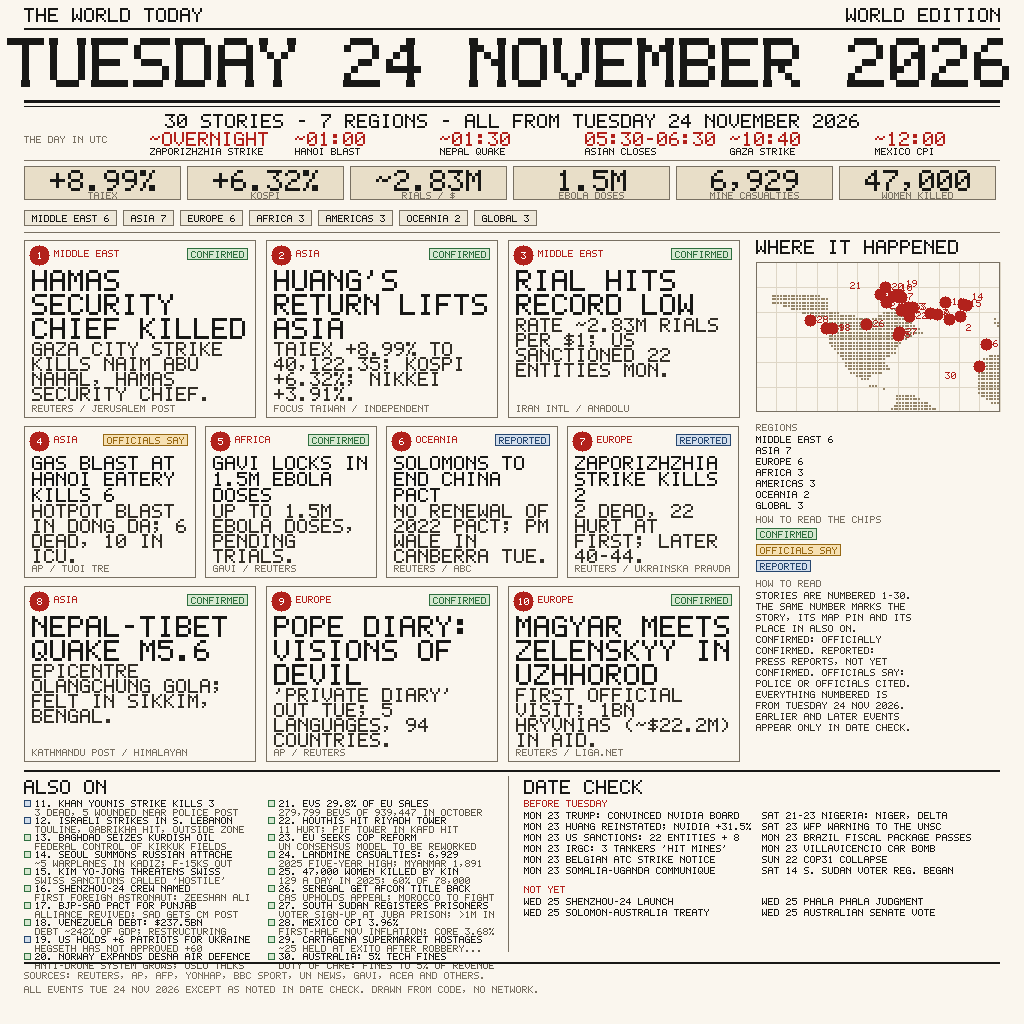 THE WORLD TODAY
WORLD EDITION
TUESDAY 24 NOVEMBER 2026
30 STORIES - 7 REGIONS - ALL FROM TUESDAY 24 NOVEMBER 2026
THE DAY IN UTC
~OVERNIGHT
ZAPORIZHZHIA STRIKE
~01:00
HANOI BLAST
~01:30
NEPAL QUAKE
05:30-06:30
ASIAN CLOSES
~10:40
GAZA STRIKE
~12:00
MEXICO CPI
+8.99%
TAIEX
+6.32%
KOSPI
~2.83M
RIALS / $
1.5M
EBOLA DOSES
6,929
MINE CASUALTIES
47,000
WOMEN KILLED
MIDDLE EAST 6
ASIA 7
EUROPE 6
AFRICA 3
AMERICAS 3
OCEANIA 2
GLOBAL 3
1 MIDDLE EAST
CONFIRMED
HAMAS
SECURITY
CHIEF KILLED
GAZA CITY STRIKE
KILLS NAIM ABU
NAHAL, HAMAS
SECURITY CHIEF.
REUTERS / JERUSALEM POST
2 ASIA
CONFIRMED
HUANG'S
RETURN LIFTS
ASIA
TAIEX +8.99% TO
40,122.35; KOSPI
+6.32%; NIKKEI
+3.91%.
FOCUS TAIWAN / INDEPENDENT
3 MIDDLE EAST
CONFIRMED
RIAL HITS
RECORD LOW
RATE ~2.83M RIALS
PER $1; US
SANCTIONED 22
ENTITIES MON.
IRAN INTL / ANADOLU
4 ASIA
OFFICIALS SAY
GAS BLAST AT
HANOI EATERY
KILLS 6
HOTPOT BLAST
IN DONG DA; 6
DEAD, 10 IN
ICU.
AP / TUOI TRE
5 AFRICA
CONFIRMED
GAVI LOCKS IN
1.5M EBOLA
DOSES
UP TO 1.5M
EBOLA DOSES,
PENDING
TRIALS.
GAVI / REUTERS
6 OCEANIA
REPORTED
SOLOMONS TO
END CHINA
PACT
NO RENEWAL OF
2022 PACT; PM
WALE IN
CANBERRA TUE.
REUTERS / ABC
7 EUROPE
REPORTED
ZAPORIZHZHIA
STRIKE KILLS
2
2 DEAD, 22
HURT AT
FIRST; LATER
40-44.
REUTERS / UKRAINSKA PRAVDA
8 ASIA
CONFIRMED
NEPAL-TIBET
QUAKE M5.6
EPICENTRE
OLANGCHUNG GOLA;
FELT IN SIKKIM,
BENGAL.
KATHMANDU POST / HIMALAYAN
9 EUROPE
CONFIRMED
POPE DIARY:
VISIONS OF
DEVIL
'PRIVATE DIARY'
OUT TUE; 5
LANGUAGES, 94
COUNTRIES.
AP / REUTERS
10 EUROPE
CONFIRMED
MAGYAR MEETS
ZELENSKYY IN
UZHHOROD
FIRST OFFICIAL
VISIT; 1BN
HRYVNIAS (~$22.2M)
IN AID.
REUTERS / LIGA.NET
WHERE IT HAPPENED
21
14
2
6
30
REGIONS
MIDDLE EAST 6
ASIA 7
EUROPE 6
AFRICA 3
AMERICAS 3
OCEANIA 2
GLOBAL 3
HOW TO READ THE CHIPS
CONFIRMED
OFFICIALS SAY
REPORTED
HOW TO READ
STORIES ARE NUMBERED 1-30.
THE SAME NUMBER MARKS THE
STORY, ITS MAP PIN AND ITS
PLACE IN ALSO ON.
CONFIRMED: OFFICIALLY
CONFIRMED. REPORTED:
PRESS REPORTS, NOT YET
CONFIRMED. OFFICIALS SAY:
POLICE OR OFFICIALS CITED.
EVERYTHING NUMBERED IS
FROM TUESDAY 24 NOV 2026.
EARLIER AND LATER EVENTS
APPEAR ONLY IN DATE CHECK.
ALSO ON
11. KHAN YOUNIS STRIKE KILLS 3
3 DEAD, 5 WOUNDED NEAR POLICE POST
12. ISRAELI STRIKES IN S. LEBANON
TOULINE, QABRIKHA HIT, OUTSIDE ZONE
13. BAGHDAD SEIZES KURDISH OIL
FEDERAL CONTROL OF KIRKUK FIELDS
14. SEOUL SUMMONS RUSSIAN ATTACHE
~5 WARPLANES IN KADIZ; F-15KS OUT
15. KIM YO-JONG THREATENS SWISS
SWISS SANCTIONS CALLED 'HOSTILE'
16. SHENZHOU-24 CREW NAMED
FIRST FOREIGN ASTRONAUT: ZEESHAN ALI
17. BJP-SAD PACT FOR PUNJAB
ALLIANCE REVIVED; SAD GETS CM POST
18. VENEZUELA DEBT: $237.5BN
DEBT ~242% OF GDP; RESTRUCTURING
19. US HOLDS +6 PATRIOTS FOR UKRAINE
HEGSETH HAS NOT APPROVED +60
20. NORWAY EXPANDS DESNA AIR DEFENCE
ANTI-DRONE SYSTEM GROWS; OSLO TALKS
21. EVS 29.8% OF EU SALES
279,799 BEVS OF 939,447 IN OCTOBER
22. HOUTHIS HIT RIYADH TOWER
11 HURT; PIF TOWER IN KAFD HIT
23. EU SEEKS COP REFORM
UN CONSENSUS MODEL TO BE REWORKED
24. LANDMINE CASUALTIES: 6,929
2025 FIVE-YEAR HIGH; MYANMAR 1,891
25. 47,000 WOMEN KILLED BY KIN
129 A DAY IN 2025; 60% OF 78,000
26. SENEGAL GET AFCON TITLE BACK
CAS UPHOLDS APPEAL; MOROCCO TO FIGHT
27. SOUTH SUDAN REGISTERS PRISONERS
VOTER SIGN-UP AT JUBA PRISON; >1M IN
28. MEXICO CPI 3.96%
FIRST-HALF NOV INFLATION; CORE 3.68%
29. CARTAGENA SUPERMARKET HOSTAGES
~25 HELD AT EXITO AFTER ROBBERY...
30. AUSTRALIA: 5% TECH FINES
DUTY OF CARE; FINES TO 5% OF REVENUE
DATE CHECK
BEFORE TUESDAY
MON 23 TRUMP: CONVINCED NVIDIA BOARD
MON 23 HUANG REINSTATED; NVIDIA +31.5%
MON 23 US SANCTIONS: 22 ENTITIES + 8
MON 23 IRGC: 3 TANKERS 'HIT MINES'
MON 23 BELGIAN ATC STRIKE NOTICE
MON 23 SOMALIA-UGANDA COMMUNIQUE
SAT 21-23 NIGERIA: NIGER, DELTA
SAT 23 WFP WARNING TO THE UNSC
MON 23 BRAZIL FISCAL PACKAGE PASSES
MON 23 VILLAVICENCIO CAR BOMB
SUN 22 COP31 COLLAPSE
SAT 14 S. SUDAN VOTER REG. BEGAN
NOT YET
WED 25 SHENZHOU-24 LAUNCH
WED 25 SOLOMON-AUSTRALIA TREATY
WED 25 PHALA PHALA JUDGMENT
WED 25 AUSTRALIAN SENATE VOTE
SOURCES: REUTERS, AP, AFP, YONHAP, BBC SPORT, UN NEWS, GAVI, ACER AND OTHERS.
ALL EVENTS TUE 24 NOV 2026 EXCEPT AS NOTED IN DATE CHECK. DRAWN FROM CODE, NO NETWORK.